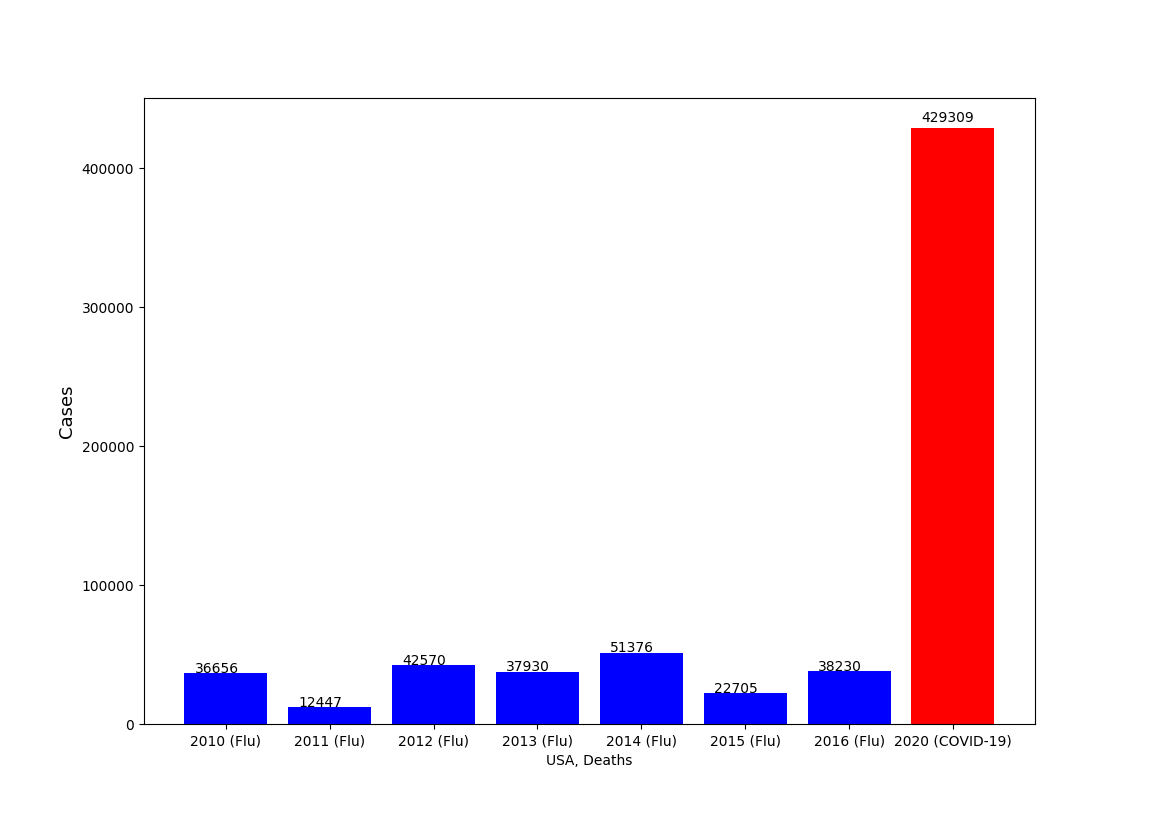 429309
400000
300000
Cases
200000
100000
36656
12447
42570
37930
51376
22705
38230
0
2010 (Flu)
2011 (Flu)
2012 (Flu)
2013 (Flu)
2014 (Flu)
2015 (Flu)
2016 (Flu)
2020 (COVID-19)
USA, Deaths